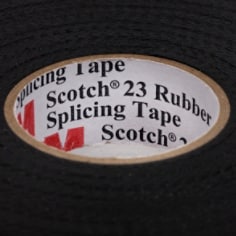 Splicing Tape
Scotch® 23 Rubber
Splicing Tape
Scotch® 2